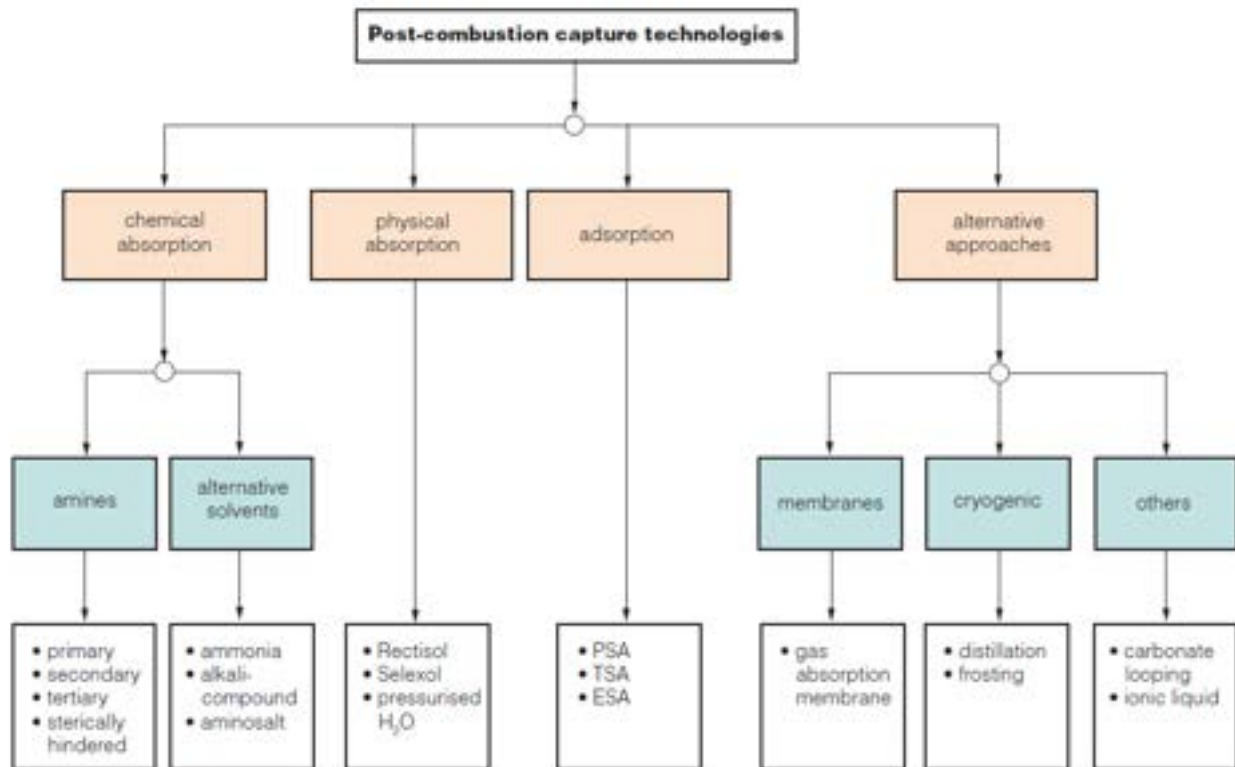 Post-combustion capture technologies
chemical
absorption
physical
absorption
adsorption
alternative
approaches
amines
alternative
solvents
membranes
cryogenic
others
• primary
• secondary
• tertiary
• sterically
hindered
• ammonia
• alkali-
compound
• aminosalt
• Rectisol
• Selexol
• pressurised
H₂O
• PSA
• TSA
• ESA
• gas
absorption
membrane
• distillation
• frosting
• carbonate
looping
• ionic liquid